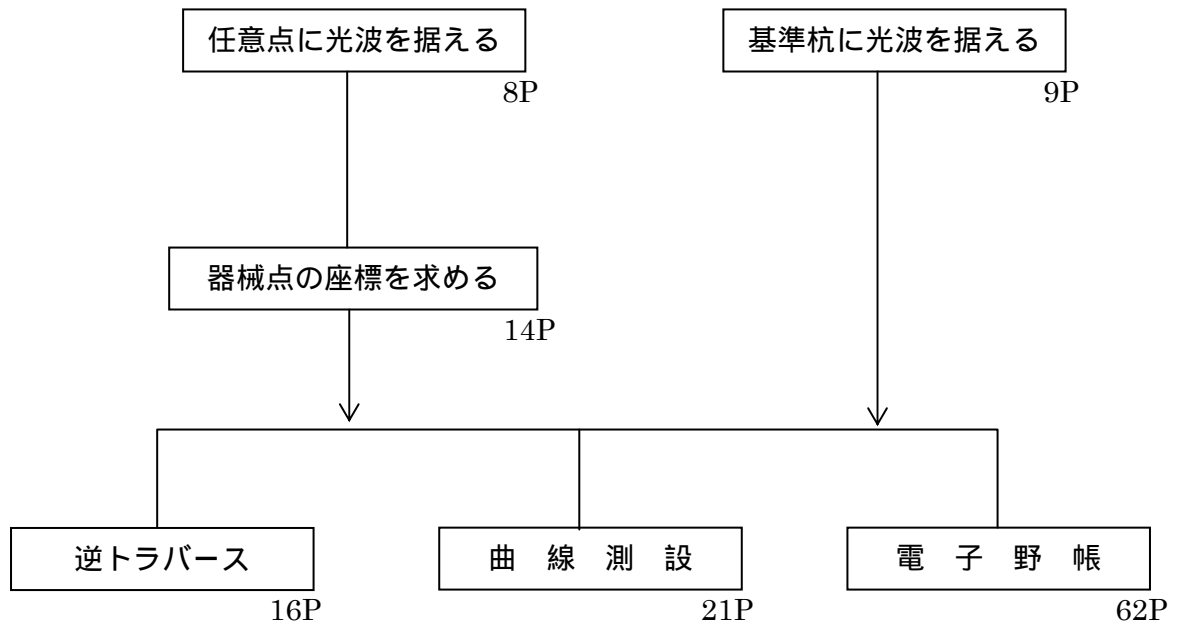 任意点に光波を据える
8P
基準杭に光波を据える
9P
器械点の座標を求める
14P
逆トラバース
16P
曲 線 測 設
21P
電 子 野 帳
62P